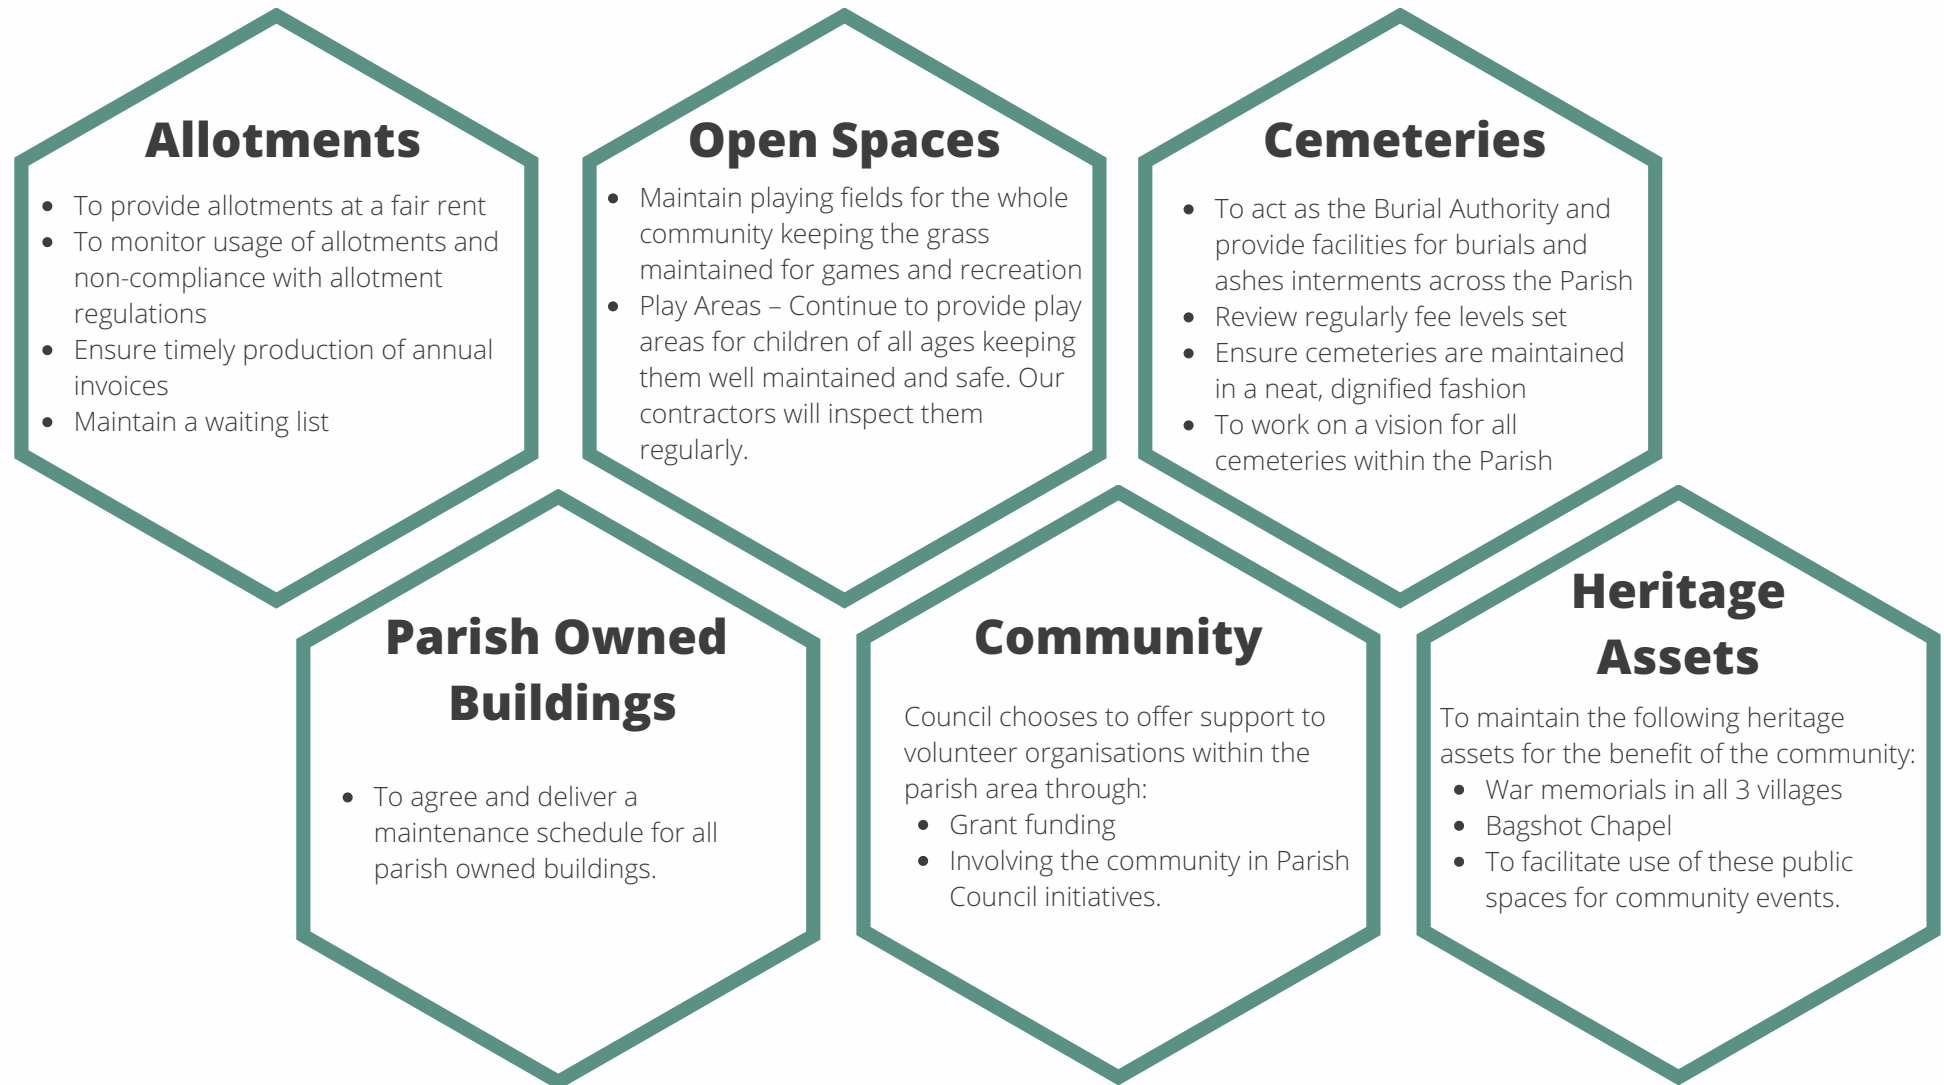 Allotments
• To provide allotments at a fair rent
• To monitor usage of allotments and
non-compliance with allotment
regulations
• Ensure timely production of annual
invoices
• Maintain a waiting list
Open Spaces
• Maintain playing fields for the whole
community keeping the grass
maintained for games and recreation
• Play Areas – Continue to provide play
areas for children of all ages keeping
them well maintained and safe. Our
contractors will inspect them
regularly.
Cemeteries
• To act as the Burial Authority and
provide facilities for burials and
ashes interments across the Parish
• Review regularly fee levels set
• Ensure cemeteries are maintained
in a neat, dignified fashion
• To work on a vision for all
cemeteries within the Parish
Parish Owned
Buildings
• To agree and deliver a
maintenance schedule for all
parish owned buildings.
Community
Council chooses to offer support to
volunteer organisations within the
parish area through:
• Grant funding
• Involving the community in Parish
Council initiatives.
Heritage
Assets
To maintain the following heritage
assets for the benefit of the community:
• War memorials in all 3 villages
• Bagshot Chapel
• To facilitate use of these public
spaces for community events.